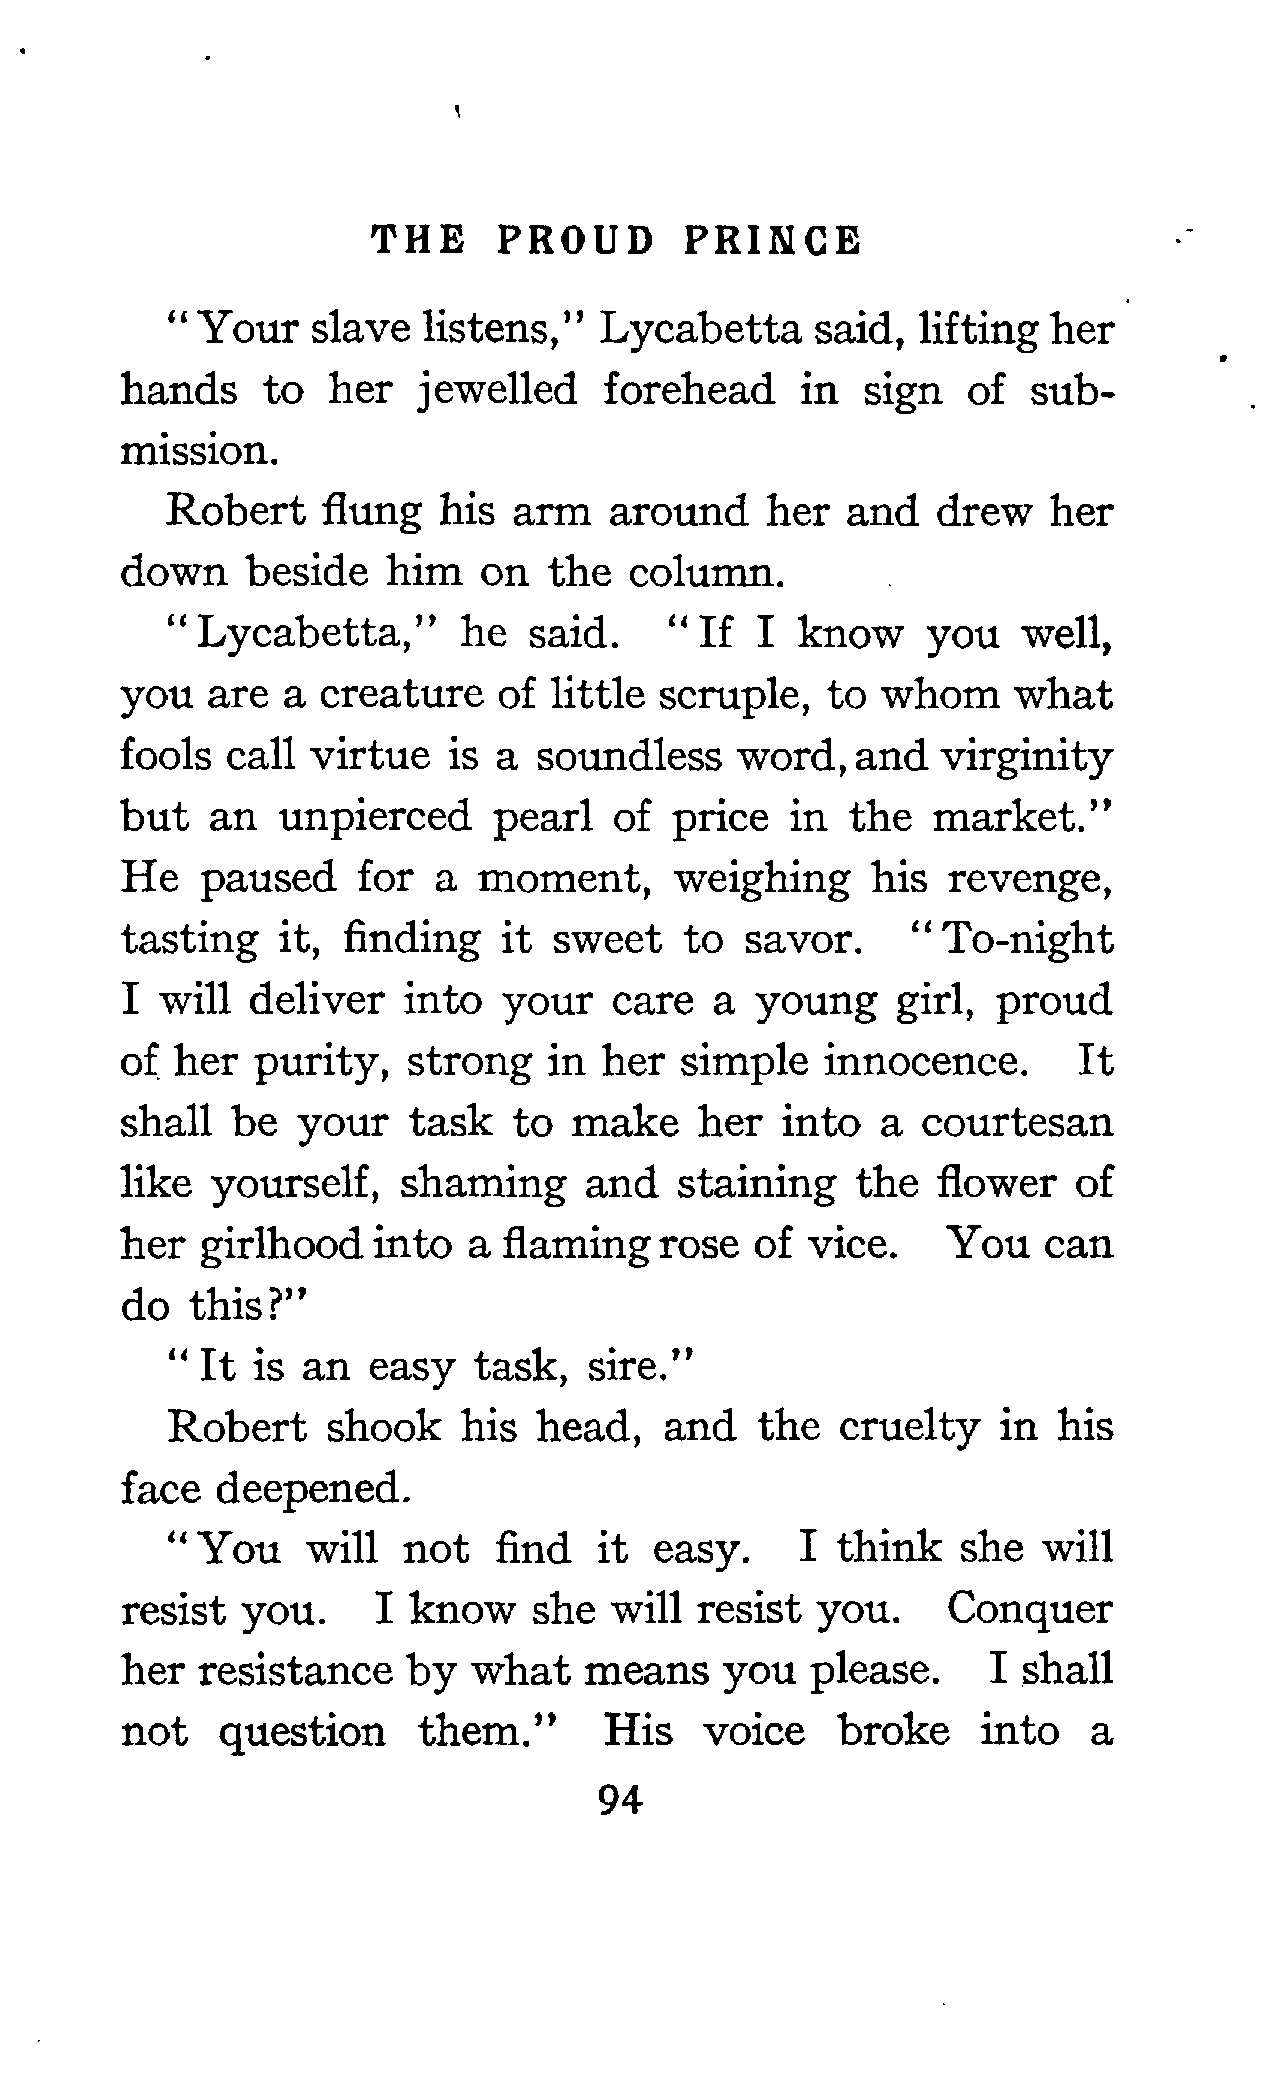 THE PROUD PRINCE
"Your slave listens," Lycabetta said, lifting her
hands to her jewelled forehead in sign of sub-
mission.
Robert flung his arm around her and drew her
down beside him on the column.
"Lycabetta," he said. "If I know you well,
you are a creature of little scruple, to whom what
fools call virtue is a soundless word, and virginity
but an unpierced pearl of price in the market."
He paused for a moment, weighing his revenge,
tasting it, finding it sweet to savor. "To-night
I will deliver into your care a young girl, proud
of her purity, strong in her simple innocence. It
shall be your task to make her into a courtesan
like yourself, shaming and staining the flower of
her girlhood into a flaming rose of vice. You can
do this?"
"It is an easy task, sire."
Robert shook his head, and the cruelty in his
face deepened.
"You will not find it easy. I think she will
resist you. I know she will resist you. Conquer
her resistance by what means you please. I shall
not question them." His voice broke into a
94